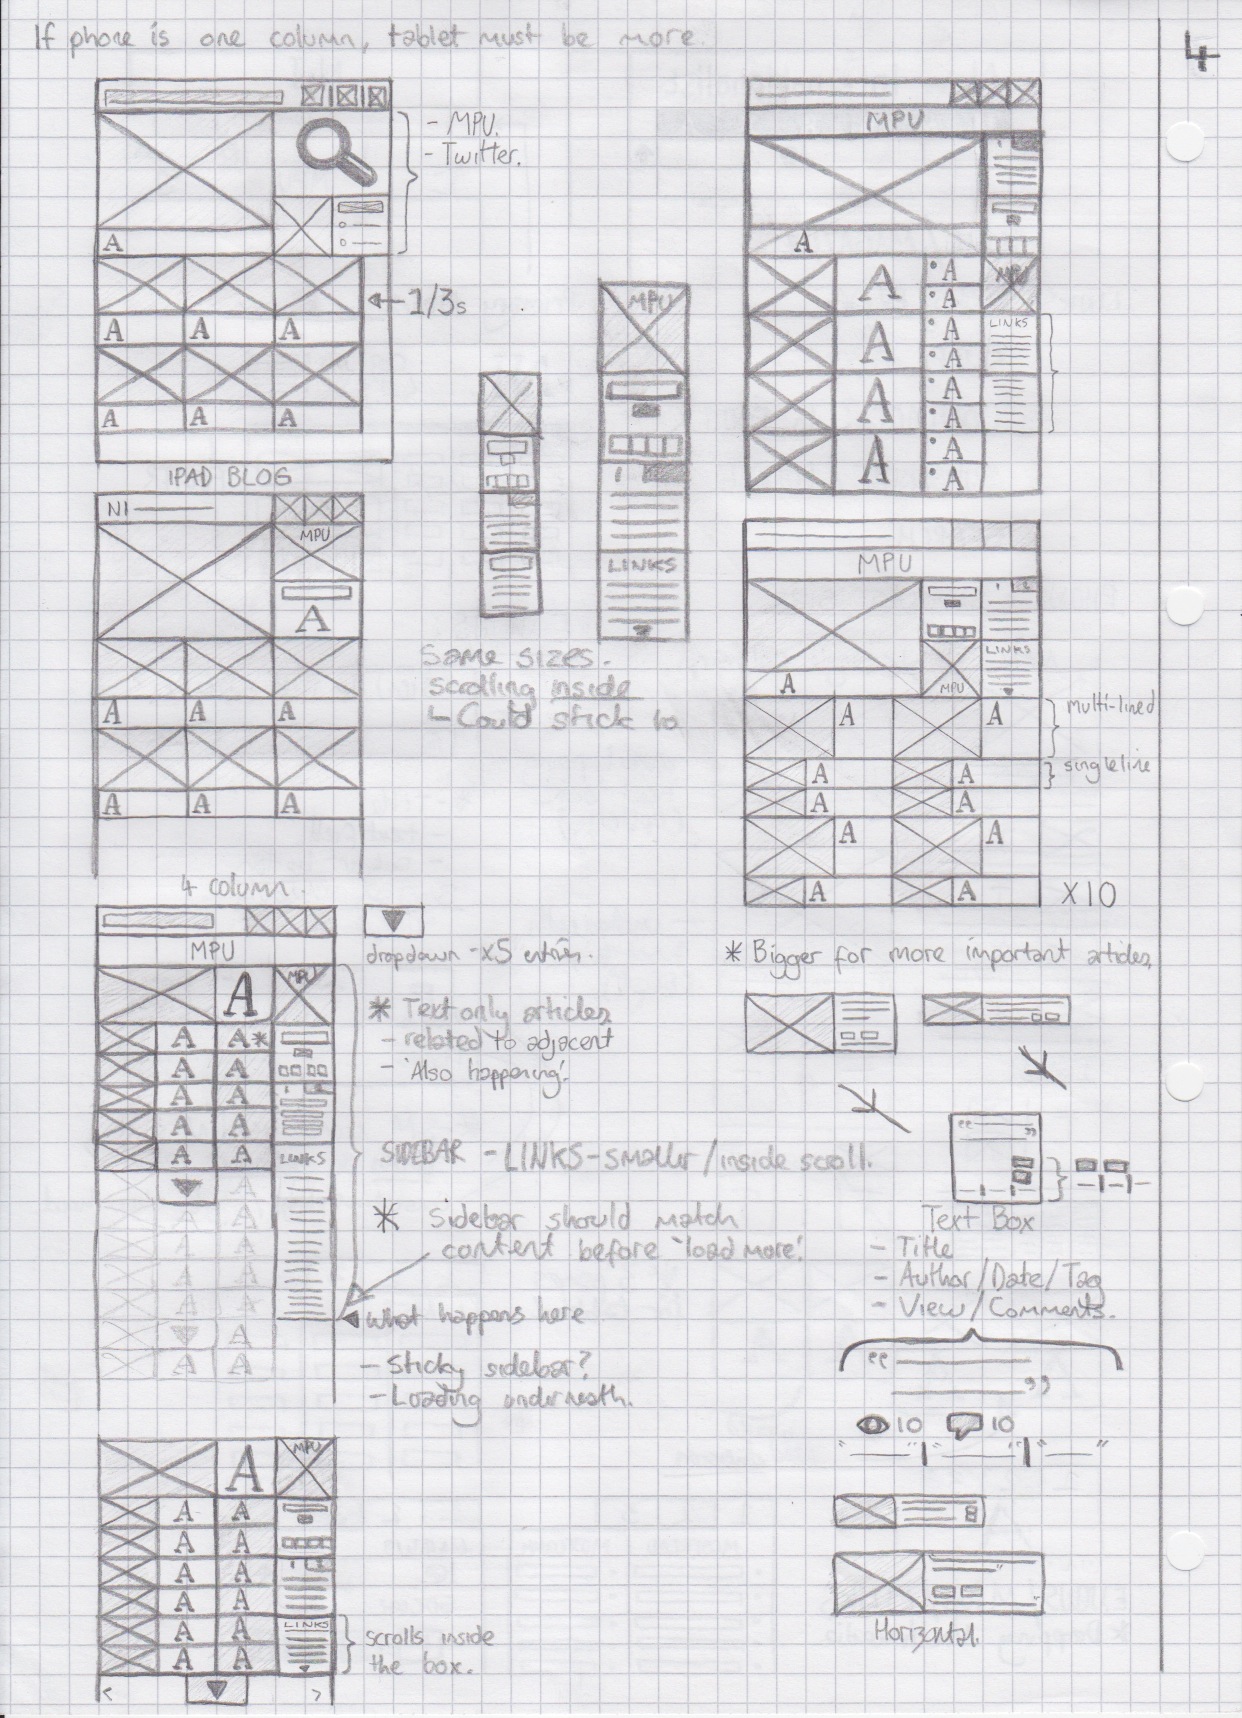 If phone is one column, tablet must be more.
4
- MPU.
- Twitter.
A
1/3s
A A A
A A A
IPAD BLOG
N1
MPU
A
A A A
A A A
MPU
LINKS
Same sizes.
scrolling inside
Could stick to
MPU
A
A A
A
MPU
A
LINKS
A A
A
A
A A
A
A
A A
A
MPU
LINKS
A
MPU
A A
multi-lined
A A
single line
A A
A A
A A
X10
4 column.
MPU
A
MPU
A A*
A A
A A
A A
A A
LINKS
A
A A
A A
A A
A A
A
A A
dropdown - x5 entries.
* Text only articles
- related to adjacent
- 'Also happening'.
SIDEBAR - LINKS - smaller / inside scroll.
* Sidebar should match
content before 'load more'.
What happens here
- Sticky sidebar?
- Loading underneath.
* Bigger for more important articles.
"
"
Text Box
- Title
- Author/Date/Tag
- View/Comments.
"
"
10 10
" " | " " | " "
Horizontal.
A
MPU
A A
A A
A A
A A
A A
LINKS
A A
scrolls inside
the box.
< >